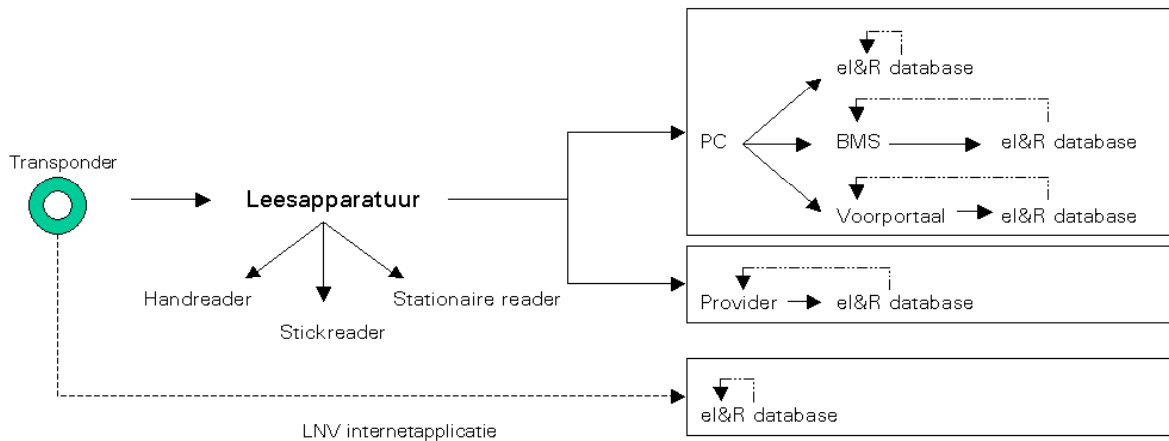 Transponder
Leesapparatuur
Handreader
Stickreader
Stationaire reader
PC
eI&R database
BMS
eI&R database
Voorportaal
eI&R database
Provider
eI&R database
eI&R database
LNV internetapplicatie